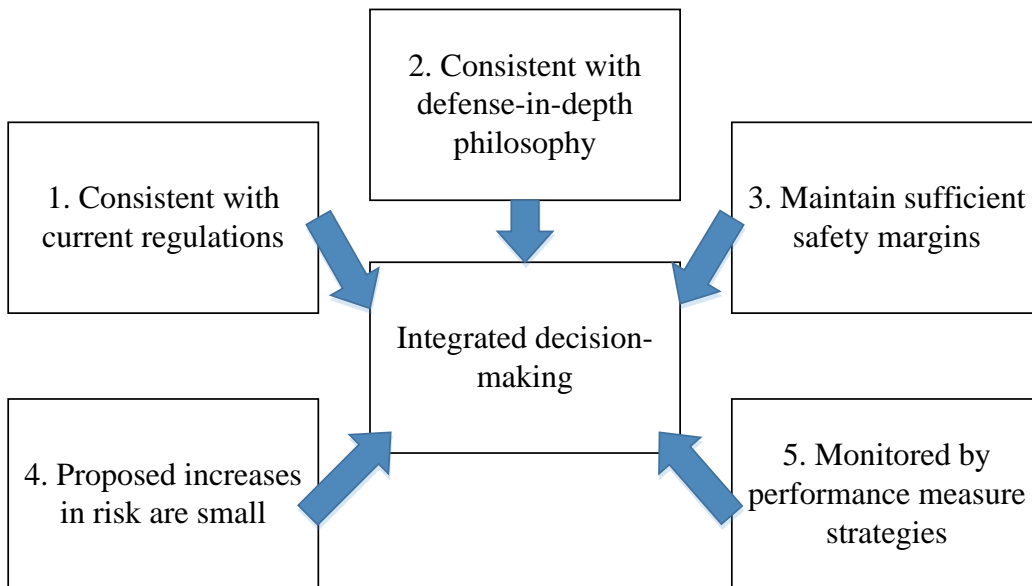 2. Consistent with
defense-in-depth
philosophy
1. Consistent with
current regulations
3. Maintain sufficient
safety margins
Integrated decision-
making
4. Proposed increases
in risk are small
5. Monitored by
performance measure
strategies